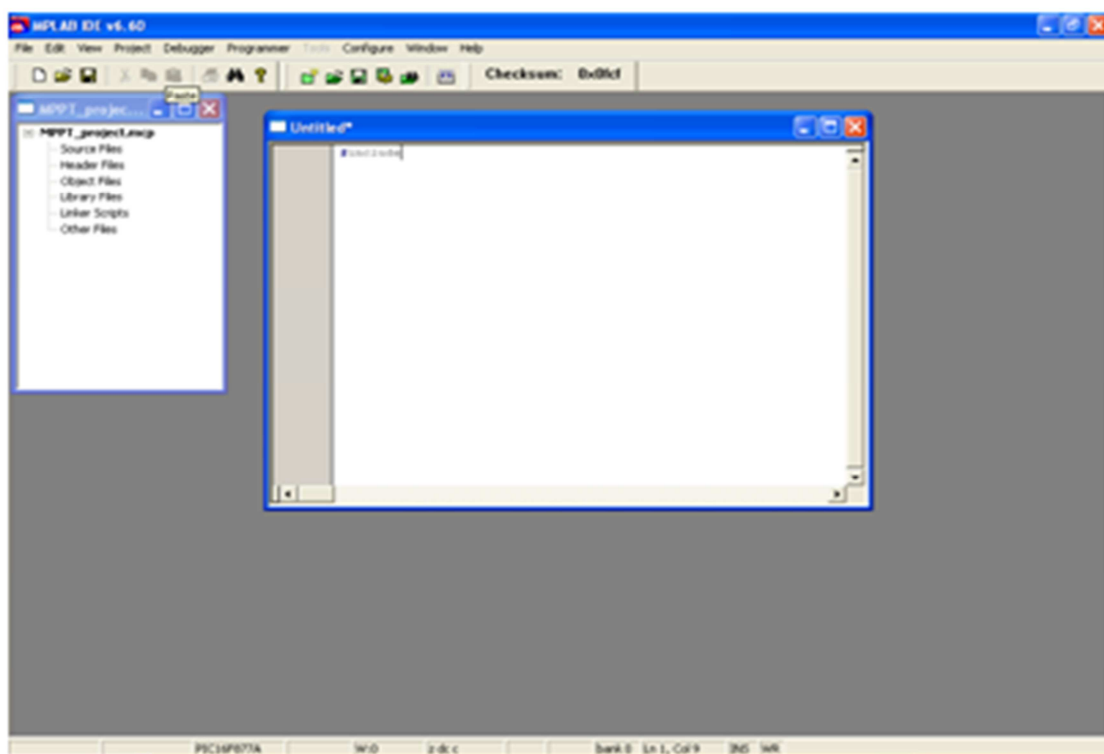 MPLAB IDE v6.60
File Edit View Project Debugger Programmer Tools Configure Window Help
Checksum: 0x0fcf
Paste
MPPT_projec...
MPPT_project.mcp
Source Files
Header Files
Object Files
Library Files
Linker Scripts
Other Files
Untitled*
#include
PIC16F877A W:0 z dc c bank 0 Ln 1, Col 9 INS WR